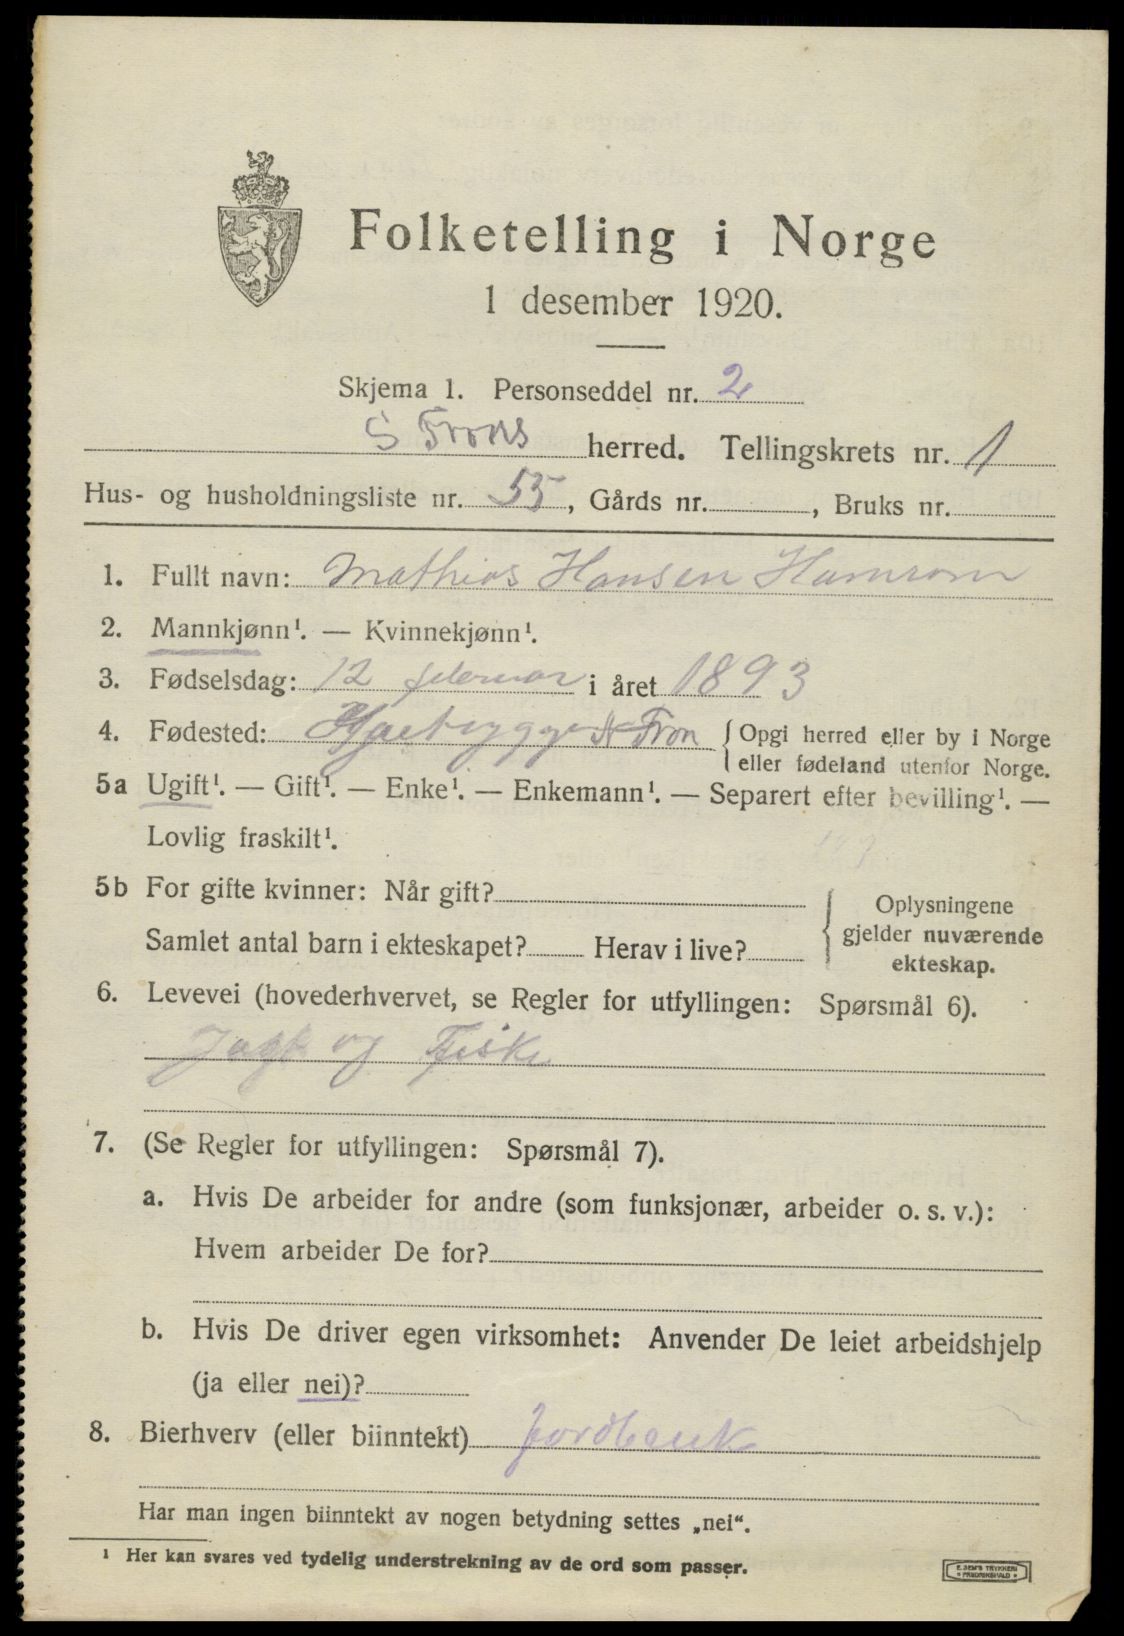 Folketelling i Norge
1 desember 1920.
Skjema 1. Personseddel nr. 2
S Frons herred. Tellingskrets nr. 1
Hus- og husholdningsliste nr. 55, Gårds nr. , Bruks nr.
1. Fullt navn: Mathias Hansen Hamrom
2. Mannkjønn¹. — Kvinnekjønn¹.
3. Fødselsdag: 12 februar i året 1893
4. Fødested: N Fron { Opgi herred eller by i Norge
eller fødeland utenfor Norge.
5a Ugift¹. — Gift¹. — Enke¹. — Enkemann¹. — Separert efter bevilling¹. —
Lovlig fraskilt¹.
5b For gifte kvinner: Når gift?
Samlet antal barn i ekteskapet? Herav i live?
{ Oplysningene
gjelder nuværende
ekteskap.
6. Levevei (hovederhvervet, se Regler for utfyllingen: Spørsmål 6).
Jagt og Fiske
7. (Se Regler for utfyllingen: Spørsmål 7).
a. Hvis De arbeider for andre (som funksjonær, arbeider o. s. v.):
Hvem arbeider De for?
b. Hvis De driver egen virksomhet: Anvender De leiet arbeidshjelp
(ja eller nei)?
8. Bierhverv (eller biinntekt) Jordbruk
Har man ingen biinntekt av nogen betydning settes „nei“.
¹ Her kan svares ved tydelig understrekning av de ord som passer.
E. SEM'S TRYKKERI
FREDRIKSHALD